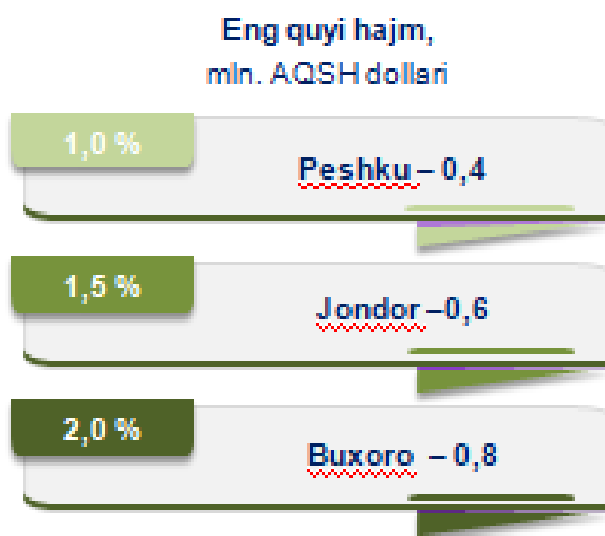 Eng quyi hajm,
mln. AQSH dollari
1,0 %
Peshku – 0,4
1,5 %
Jondor –0,6
2,0 %
Buxoro – 0,8